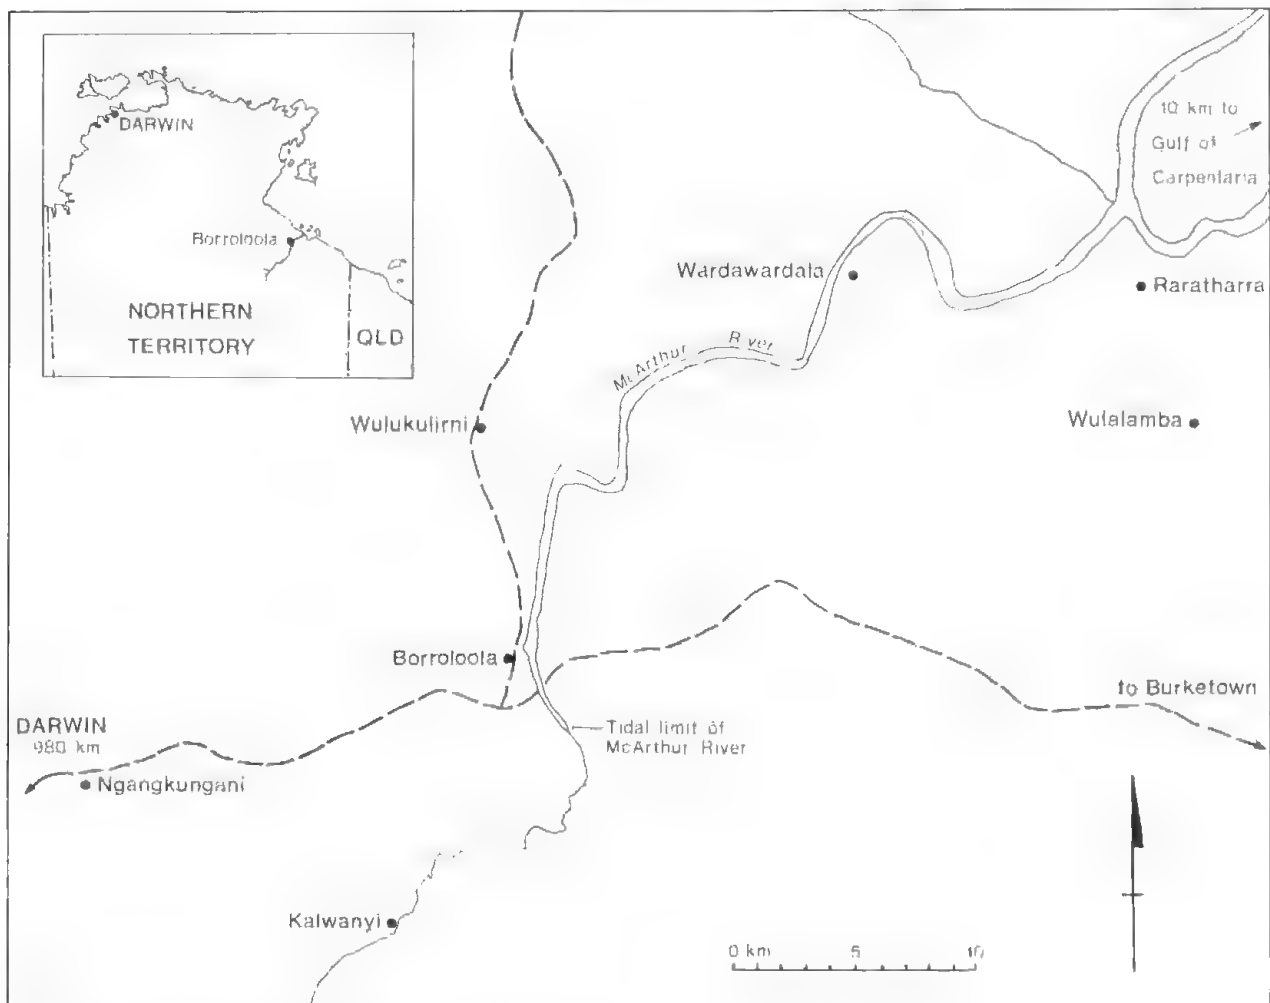 DARWIN
Borroloola
NORTHERN
TERRITORY
QLD
10 km to
Gulf of
Carpentaria
Wardawardala
Raratharra
McArthur River
Wulukulirni
Wulalamba
Borroloola
to Burketown
DARWIN
980 km
Tidal limit of
McArthur River
Ngangkungani
Kalwanyi
0 km 5 10